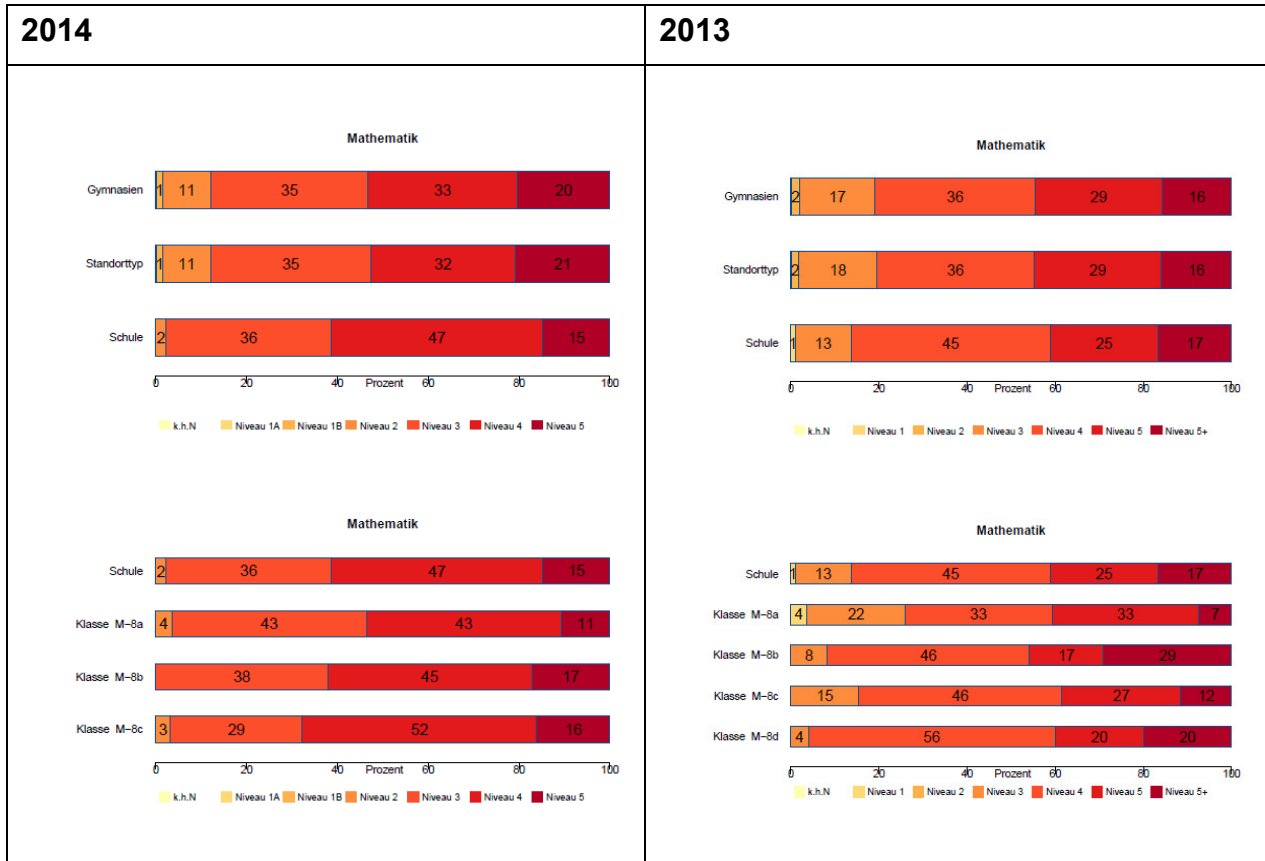 2014
Mathematik
Gymnasien 1 11 35 33 20
Standorttyp 1 11 35 32 21
Schule 2 36 47 15
0 20 40 Prozent 60 80 100
k.h.N Niveau 1A Niveau 1B Niveau 2 Niveau 3 Niveau 4 Niveau 5
Mathematik
Schule 2 36 47 15
Klasse M−8a 4 43 43 11
Klasse M−8b 38 45 17
Klasse M−8c 3 29 52 16
0 20 40 Prozent 60 80 100
k.h.N Niveau 1A Niveau 1B Niveau 2 Niveau 3 Niveau 4 Niveau 5
2013
Mathematik
Gymnasien 2 17 36 29 16
Standorttyp 2 18 36 29 16
Schule 1 13 45 25 17
0 20 40 Prozent 60 80 100
k.h.N Niveau 1 Niveau 2 Niveau 3 Niveau 4 Niveau 5 Niveau 5+
Mathematik
Schule 1 13 45 25 17
Klasse M−8a 4 22 33 33 7
Klasse M−8b 8 46 17 29
Klasse M−8c 15 46 27 12
Klasse M−8d 4 56 20 20
0 20 40 Prozent 60 80 100
k.h.N Niveau 1 Niveau 2 Niveau 3 Niveau 4 Niveau 5 Niveau 5+